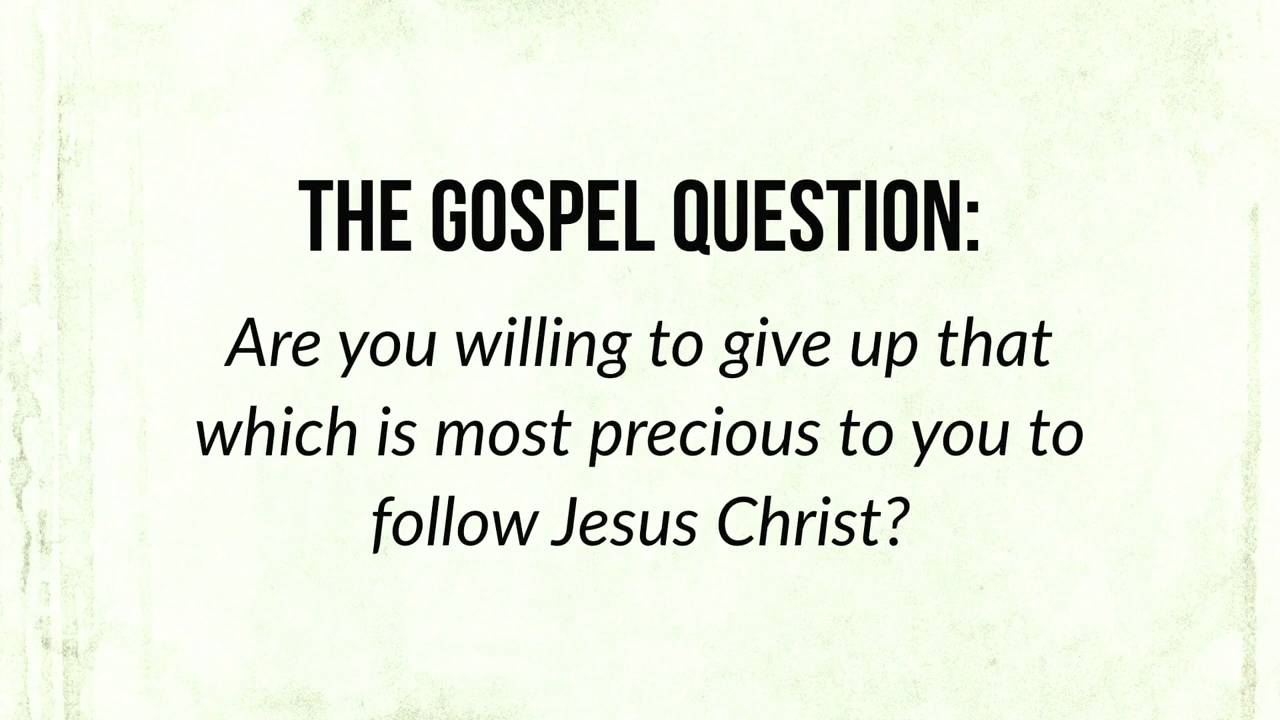 THE GOSPEL QUESTION:
Are you willing to give up that
which is most precious to you to
follow Jesus Christ?